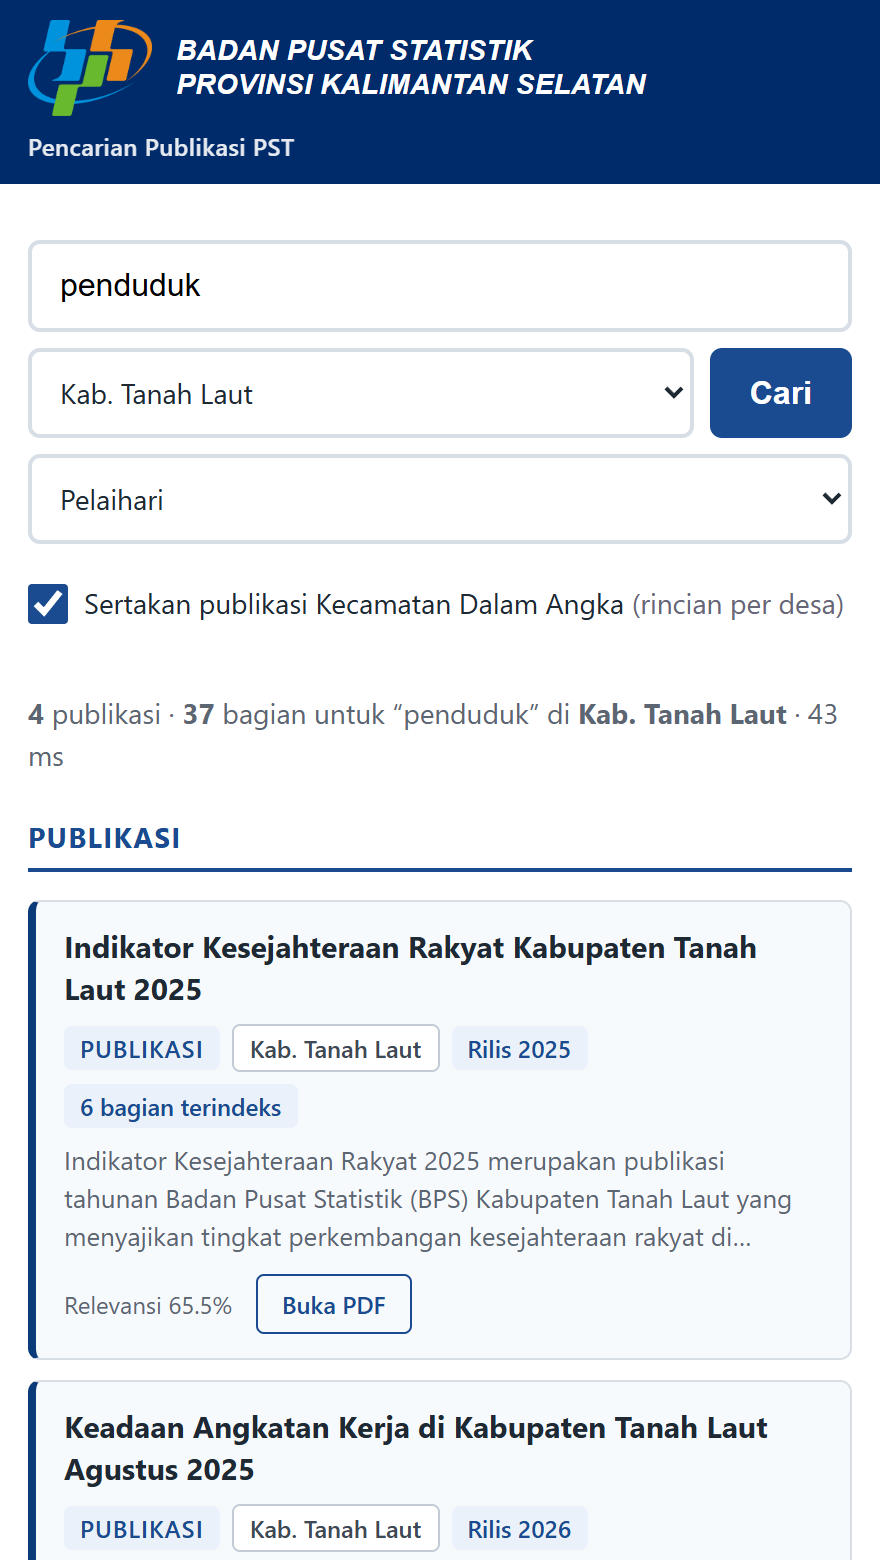 BADAN PUSAT STATISTIK
PROVINSI KALIMANTAN SELATAN
Pencarian Publikasi PST
penduduk
Kab. Tanah Laut
Cari
Pelaihari
Sertakan publikasi Kecamatan Dalam Angka (rincian per desa)
4 publikasi · 37 bagian untuk “penduduk” di Kab. Tanah Laut · 43
ms
PUBLIKASI
Indikator Kesejahteraan Rakyat Kabupaten Tanah
Laut 2025
PUBLIKASI Kab. Tanah Laut Rilis 2025
6 bagian terindeks
Indikator Kesejahteraan Rakyat 2025 merupakan publikasi
tahunan Badan Pusat Statistik (BPS) Kabupaten Tanah Laut yang
menyajikan tingkat perkembangan kesejahteraan rakyat di...
Relevansi 65.5% Buka PDF
Keadaan Angkatan Kerja di Kabupaten Tanah Laut
Agustus 2025
PUBLIKASI Kab. Tanah Laut Rilis 2026